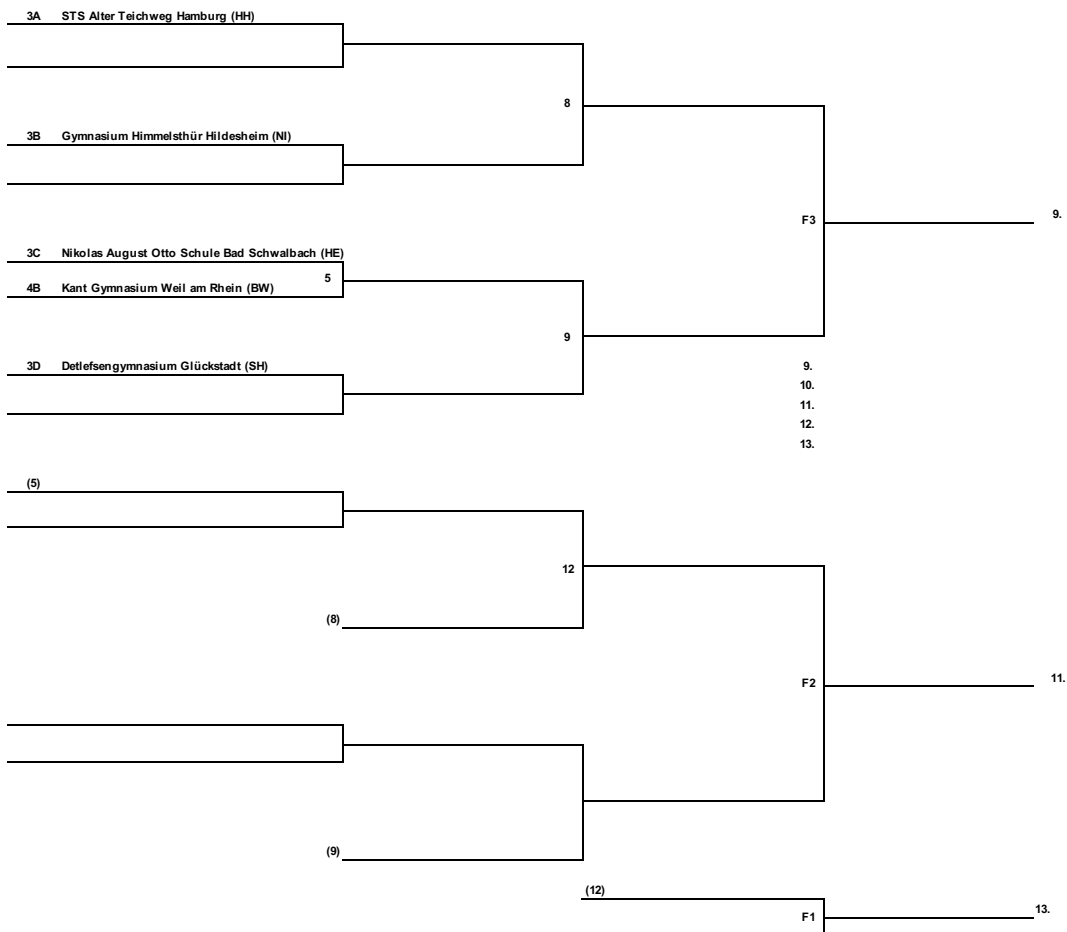 3A STS Alter Teichweg Hamburg (HH)
8
3B Gymnasium Himmelsthür Hildesheim (NI)
F3
9.
3C Nikolas August Otto Schule Bad Schwalbach (HE)
5
4B Kant Gymnasium Weil am Rhein (BW)
9
3D Detlefsengymnasium Glückstadt (SH)
9.
10.
11.
12.
13.
(5)
12
(8)
F2
11.
(9)
(12)
F1
13.